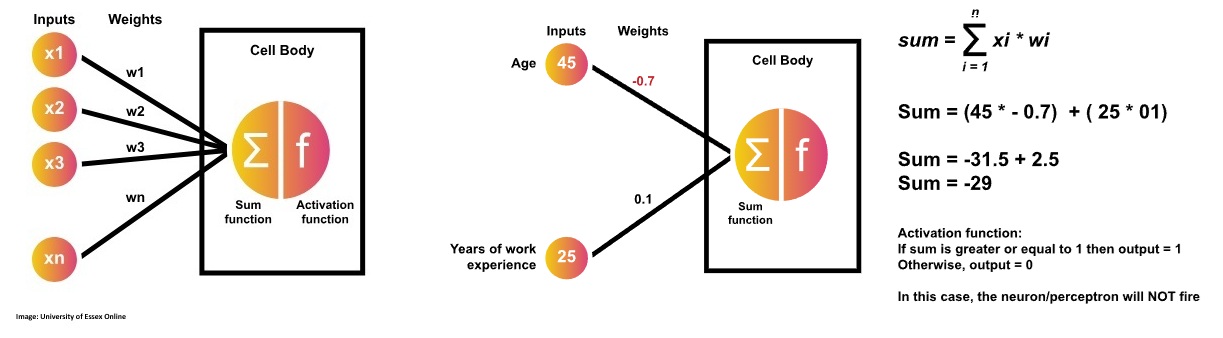 Inputs Weights
x1
x2
x3
xn
w1
w2
w3
wn
Cell Body
Σ f
Sum
function
Activation
function
Image: University of Essex Online
Inputs Weights
Age 45
-0.7
0.1
Years of work
experience
25
Cell Body
Σ f
Sum
function
n
sum = Σ xi * wi
i = 1
Sum = (45 * - 0.7) + ( 25 * 01)
Sum = -31.5 + 2.5
Sum = -29
Activation function:
If sum is greater or equal to 1 then output = 1
Otherwise, output = 0
In this case, the neuron/perceptron will NOT fire